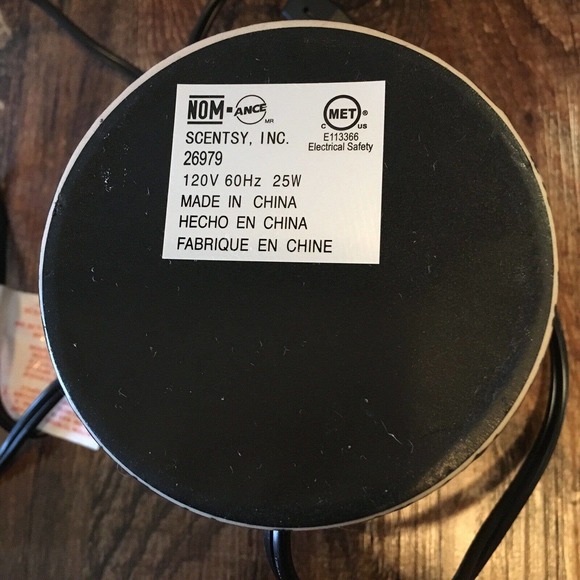 NOM-ANCE MR
SCENTSY, INC.
26979
120V 60Hz 25W
MADE IN CHINA
HECHO EN CHINA
FABRIQUE EN CHINE
MET®
C US
E113366
Electrical Safety